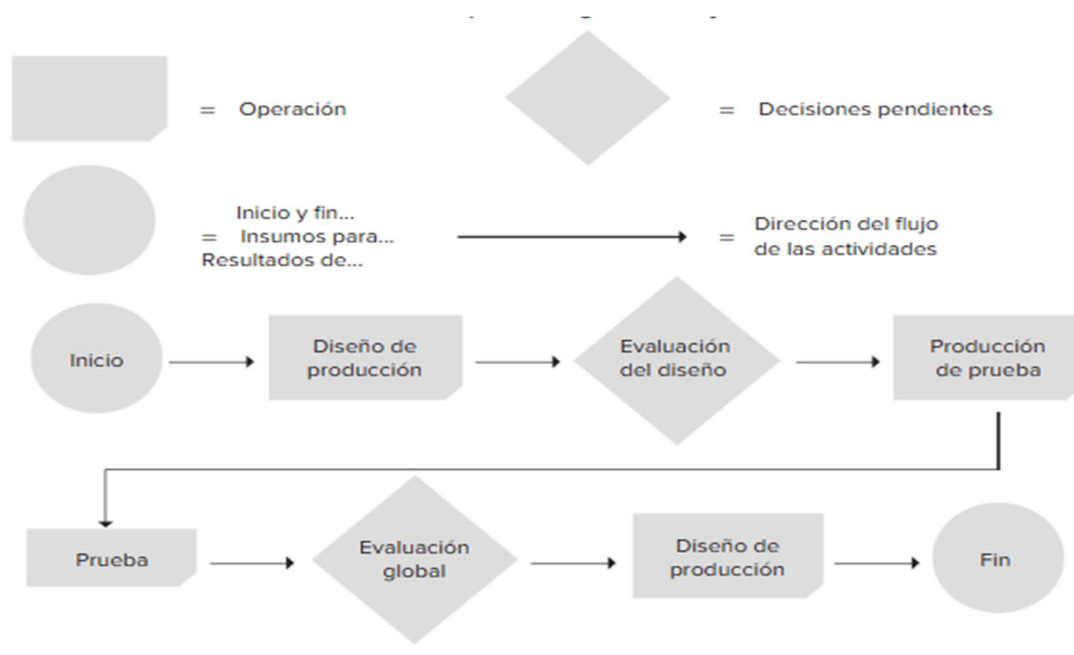 = Operación
= Decisiones pendientes
Inicio y fin...
= Insumos para...
Resultados de...
= Dirección del flujo
de las actividades
Inicio
Diseño de
producción
Evaluación
del diseño
Producción
de prueba
Prueba
Evaluación
global
Diseño de
producción
Fin